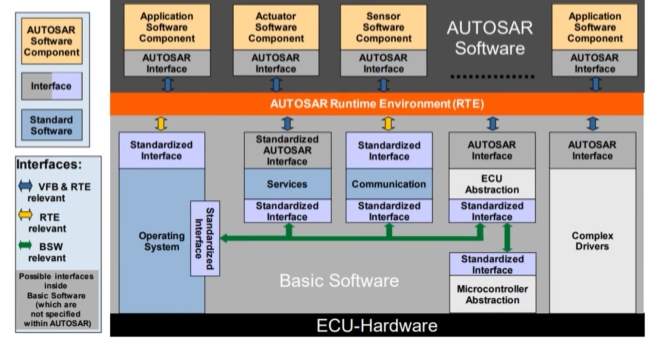 AUTOSAR
Software
Component
Interface
Standard
Software
Interfaces:
VFB & RTE
relevant
RTE
relevant
BSW
relevant
Possible interfaces
inside
Basic Software
(which are
not specified
within AUTOSAR)
Application
Software
Component
AUTOSAR
Interface
Actuator
Software
Component
AUTOSAR
Interface
Sensor
Software
Component
AUTOSAR
Interface
AUTOSAR
Software
Application
Software
Component
AUTOSAR
Interface
AUTOSAR Runtime Environment (RTE)
Standardized
Interface
Operating
System
Standardized
Interface
Standardized
AUTOSAR
Interface
Services
Standardized
Interface
Standardized
Interface
Communication
Standardized
Interface
AUTOSAR
Interface
ECU
Abstraction
Standardized
Interface
Standardized
Interface
Microcontroller
Abstraction
AUTOSAR
Interface
Complex
Drivers
Basic Software
ECU-Hardware